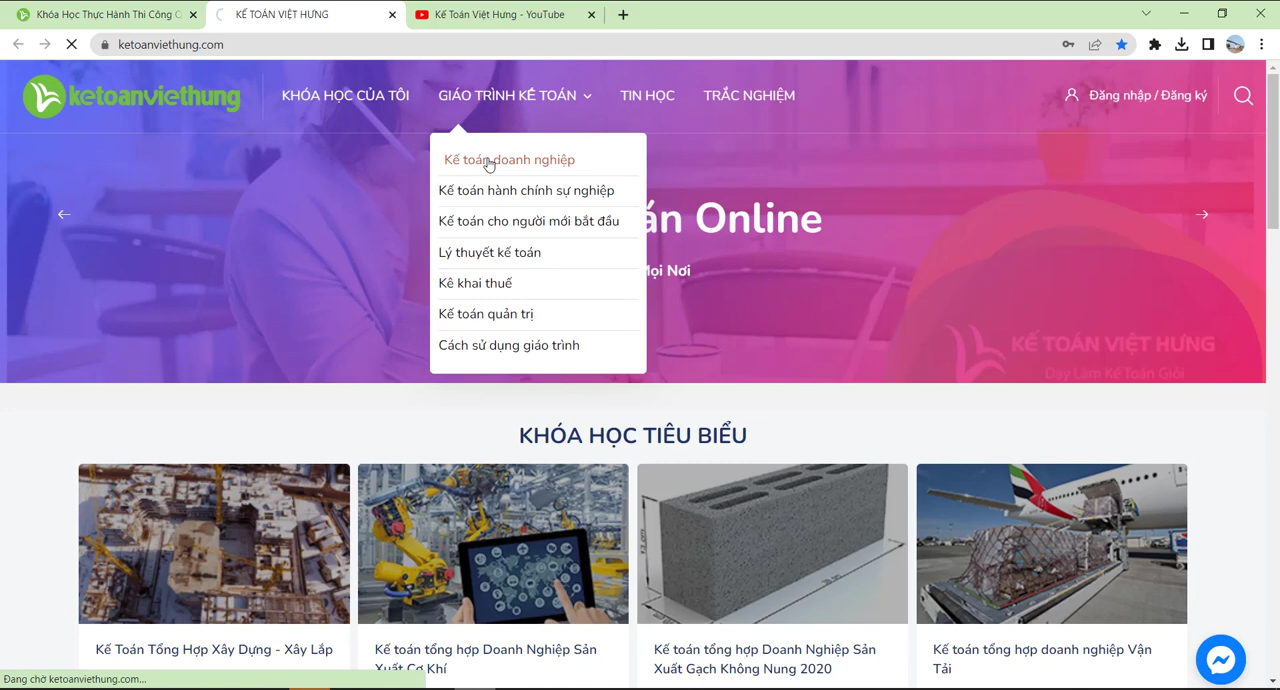 Khóa Học Thực Hành Thi Công C
KẾ TOÁN VIỆT HƯNG
Kế Toán Việt Hưng - YouTube
ketoanviethung.com
ketoanviethung
KHÓA HỌC CỦA TÔI
GIÁO TRÌNH KẾ TOÁN
TIN HỌC
TRẮC NGHIỆM
Đăng nhập / Đăng ký
Kế toán doanh nghiệp
Kế toán hành chính sự nghiệp
Kế toán cho người mới bắt đầu
Lý thuyết kế toán
Kê khai thuế
Kế toán quản trị
Cách sử dụng giáo trình
án Online
Mọi Nơi
KẾ TOÁN VIỆT HƯNG
Dạy Làm Kế Toán Giỏi
KHÓA HỌC TIÊU BIỂU
Kế Toán Tổng Hợp Xây Dựng - Xây Lắp
Kế toán tổng hợp Doanh Nghiệp Sản
Xuất Cơ Khí
Kế toán tổng hợp Doanh Nghiệp Sản
Xuất Gạch Không Nung 2020
Kế toán tổng hợp doanh nghiệp Vận
Tải
Đang chờ ketoanviethung.com...